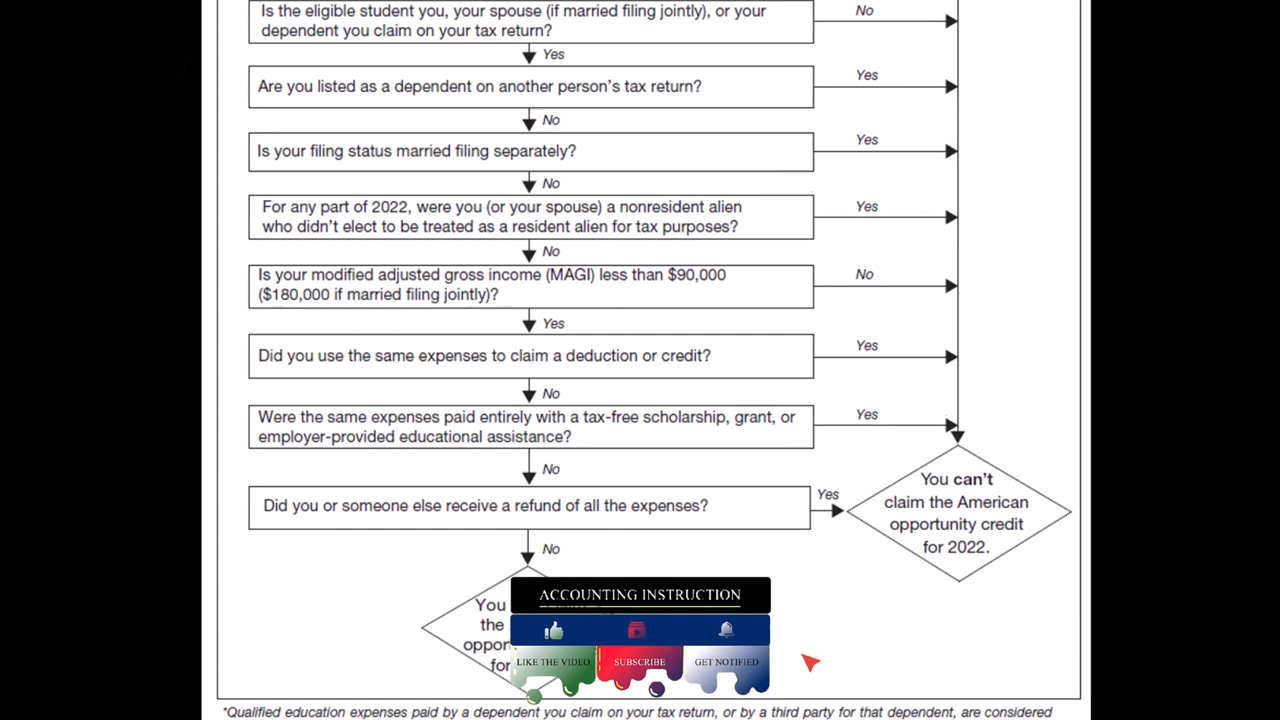 Is the eligible student you, your spouse (if married filing jointly), or your
dependent you claim on your tax return?
No
Yes
Are you listed as a dependent on another person's tax return?
Yes
No
Is your filing status married filing separately?
Yes
No
For any part of 2022, were you (or your spouse) a nonresident alien
who didn't elect to be treated as a resident alien for tax purposes?
Yes
No
Is your modified adjusted gross income (MAGI) less than $90,000
($180,000 if married filing jointly)?
No
Yes
Did you use the same expenses to claim a deduction or credit?
Yes
No
Were the same expenses paid entirely with a tax-free scholarship, grant, or
employer-provided educational assistance?
Yes
No
Did you or someone else receive a refund of all the expenses?
Yes
You can't
claim the American
opportunity credit
for 2022.
No
You
the
oppor
for
ACCOUNTING INSTRUCTION
LIKE THE VIDEO
SUBSCRIBE
GET NOTIFIED
*Qualified education expenses paid by a dependent you claim on your tax return, or by a third party for that dependent, are considered